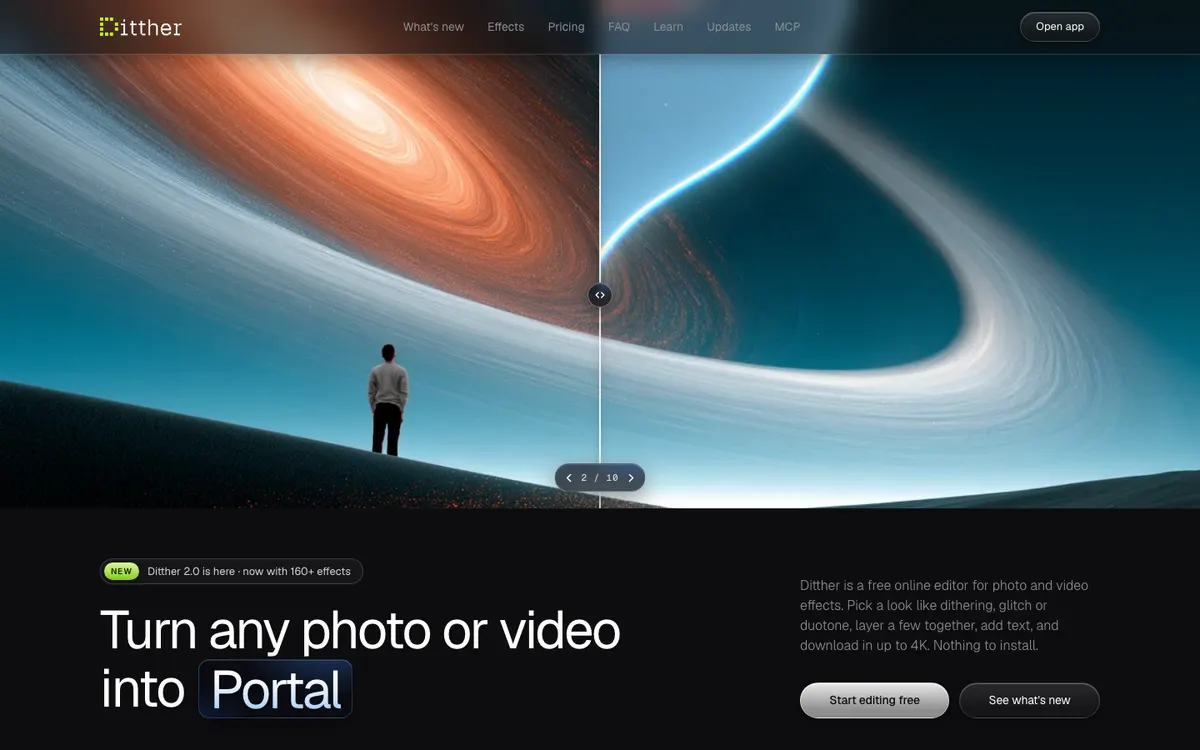 Ditther
What's new Effects Pricing FAQ Learn Updates MCP
Open app
2 / 10
NEW Ditther 2.0 is here · now with 160+ effects
Turn any photo or video
into Portal
Ditther is a free online editor for photo and video
effects. Pick a look like dithering, glitch or
duotone, layer a few together, add text, and
download in up to 4K. Nothing to install.
Start editing free See what's new